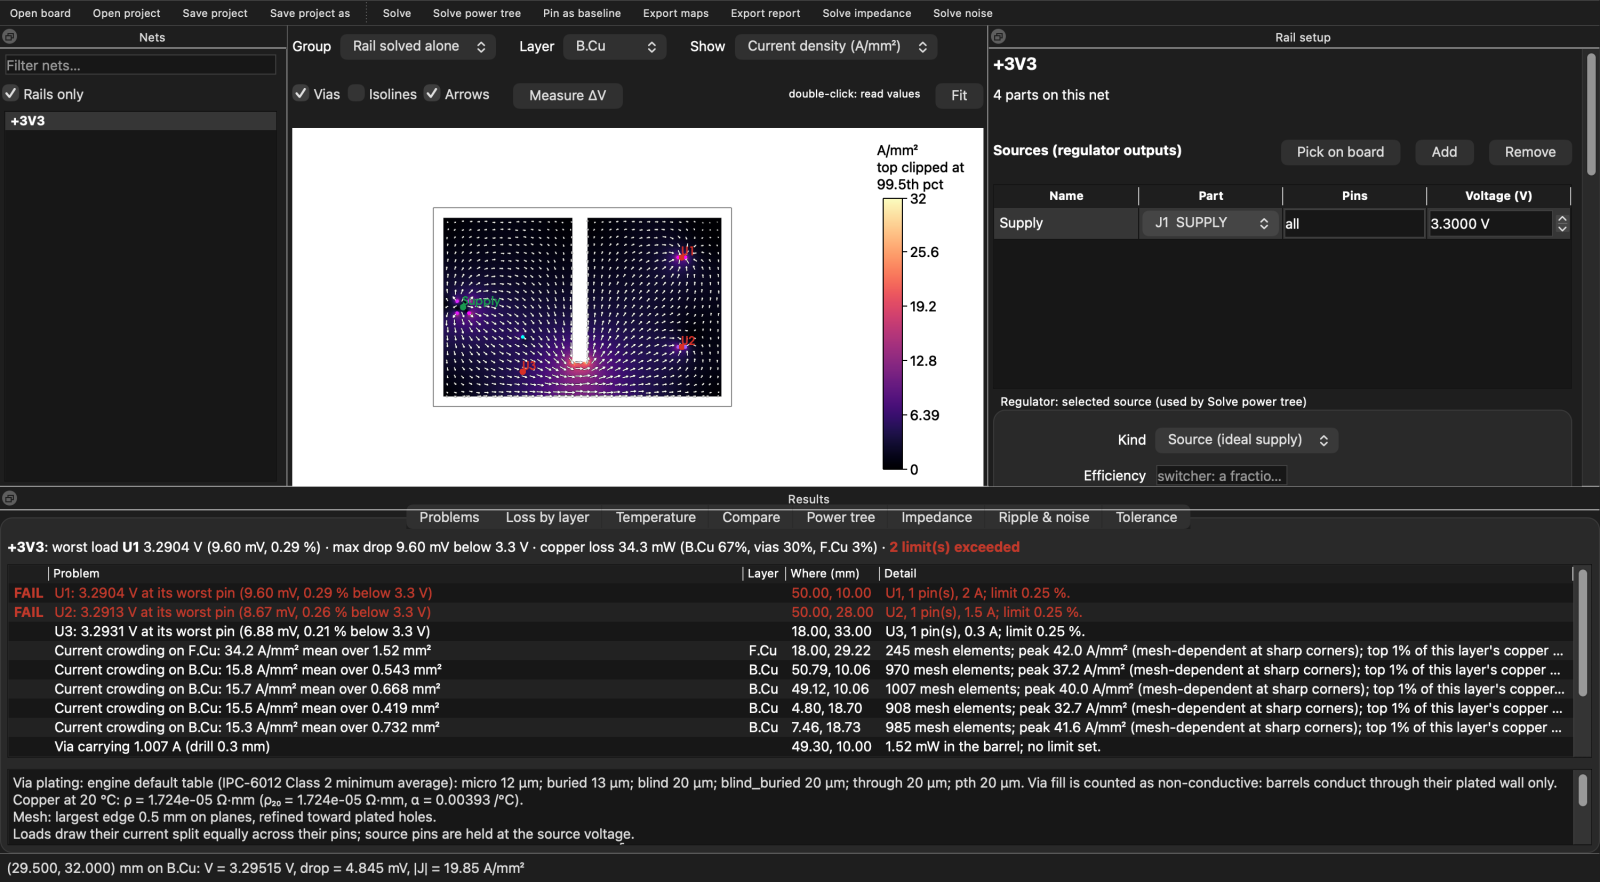 Open board Open project Save project Save project as Solve Solve power tree Pin as baseline Export maps Export report Solve impedance Solve noise
Nets
Filter nets...
Rails only
+3V3
Group Rail solved alone Layer B.Cu Show Current density (A/mm²)
Vias Isolines Arrows Measure ΔV double-click: read values Fit
A/mm²
top clipped at
99.5th pct
32
25.6
19.2
12.8
6.39
0
U1
Supply
U2
U3
Rail setup
+3V3
4 parts on this net
Sources (regulator outputs) Pick on board Add Remove
Name Part Pins Voltage (V)
Supply J1 SUPPLY all 3.3000 V
Regulator: selected source (used by Solve power tree)
Kind Source (ideal supply)
Efficiency switcher: a fractio...
Results
Problems Loss by layer Temperature Compare Power tree Impedance Ripple & noise Tolerance
+3V3: worst load U1 3.2904 V (9.60 mV, 0.29 %) · max drop 9.60 mV below 3.3 V · copper loss 34.3 mW (B.Cu 67%, vias 30%, F.Cu 3%) · 2 limit(s) exceeded
Problem Layer Where (mm) Detail
FAIL U1: 3.2904 V at its worst pin (9.60 mV, 0.29 % below 3.3 V) 50.00, 10.00 U1, 1 pin(s), 2 A; limit 0.25 %.
FAIL U2: 3.2913 V at its worst pin (8.67 mV, 0.26 % below 3.3 V) 50.00, 28.00 U2, 1 pin(s), 1.5 A; limit 0.25 %.
U3: 3.2931 V at its worst pin (6.88 mV, 0.21 % below 3.3 V) 18.00, 33.00 U3, 1 pin(s), 0.3 A; limit 0.25 %.
Current crowding on F.Cu: 34.2 A/mm² mean over 1.52 mm² F.Cu 18.00, 29.22 245 mesh elements; peak 42.0 A/mm² (mesh-dependent at sharp corners); top 1% of this layer's copper ...
Current crowding on B.Cu: 15.8 A/mm² mean over 0.543 mm² B.Cu 50.79, 10.06 970 mesh elements; peak 37.2 A/mm² (mesh-dependent at sharp corners); top 1% of this layer's copper ...
Current crowding on B.Cu: 15.7 A/mm² mean over 0.668 mm² B.Cu 49.12, 10.06 1007 mesh elements; peak 40.0 A/mm² (mesh-dependent at sharp corners); top 1% of this layer's copper...
Current crowding on B.Cu: 15.5 A/mm² mean over 0.419 mm² B.Cu 4.80, 18.70 908 mesh elements; peak 32.7 A/mm² (mesh-dependent at sharp corners); top 1% of this layer's copper ...
Current crowding on B.Cu: 15.3 A/mm² mean over 0.732 mm² B.Cu 7.46, 18.73 985 mesh elements; peak 41.6 A/mm² (mesh-dependent at sharp corners); top 1% of this layer's copper ...
Via carrying 1.007 A (drill 0.3 mm) 49.30, 10.00 1.52 mW in the barrel; no limit set.
Via plating: engine default table (IPC-6012 Class 2 minimum average): micro 12 µm; buried 13 µm; blind 20 µm; blind_buried 20 µm; through 20 µm; pth 20 µm. Via fill is counted as non-conductive: barrels conduct through their plated wall only.
Copper at 20 °C: ρ = 1.724e-05 Ω·mm (ρ₂₀ = 1.724e-05 Ω·mm, α = 0.00393 /°C).
Mesh: largest edge 0.5 mm on planes, refined toward plated holes.
Loads draw their current split equally across their pins; source pins are held at the source voltage.
(29.500, 32.000) mm on B.Cu: V = 3.29515 V, drop = 4.845 mV, |J| = 19.85 A/mm²